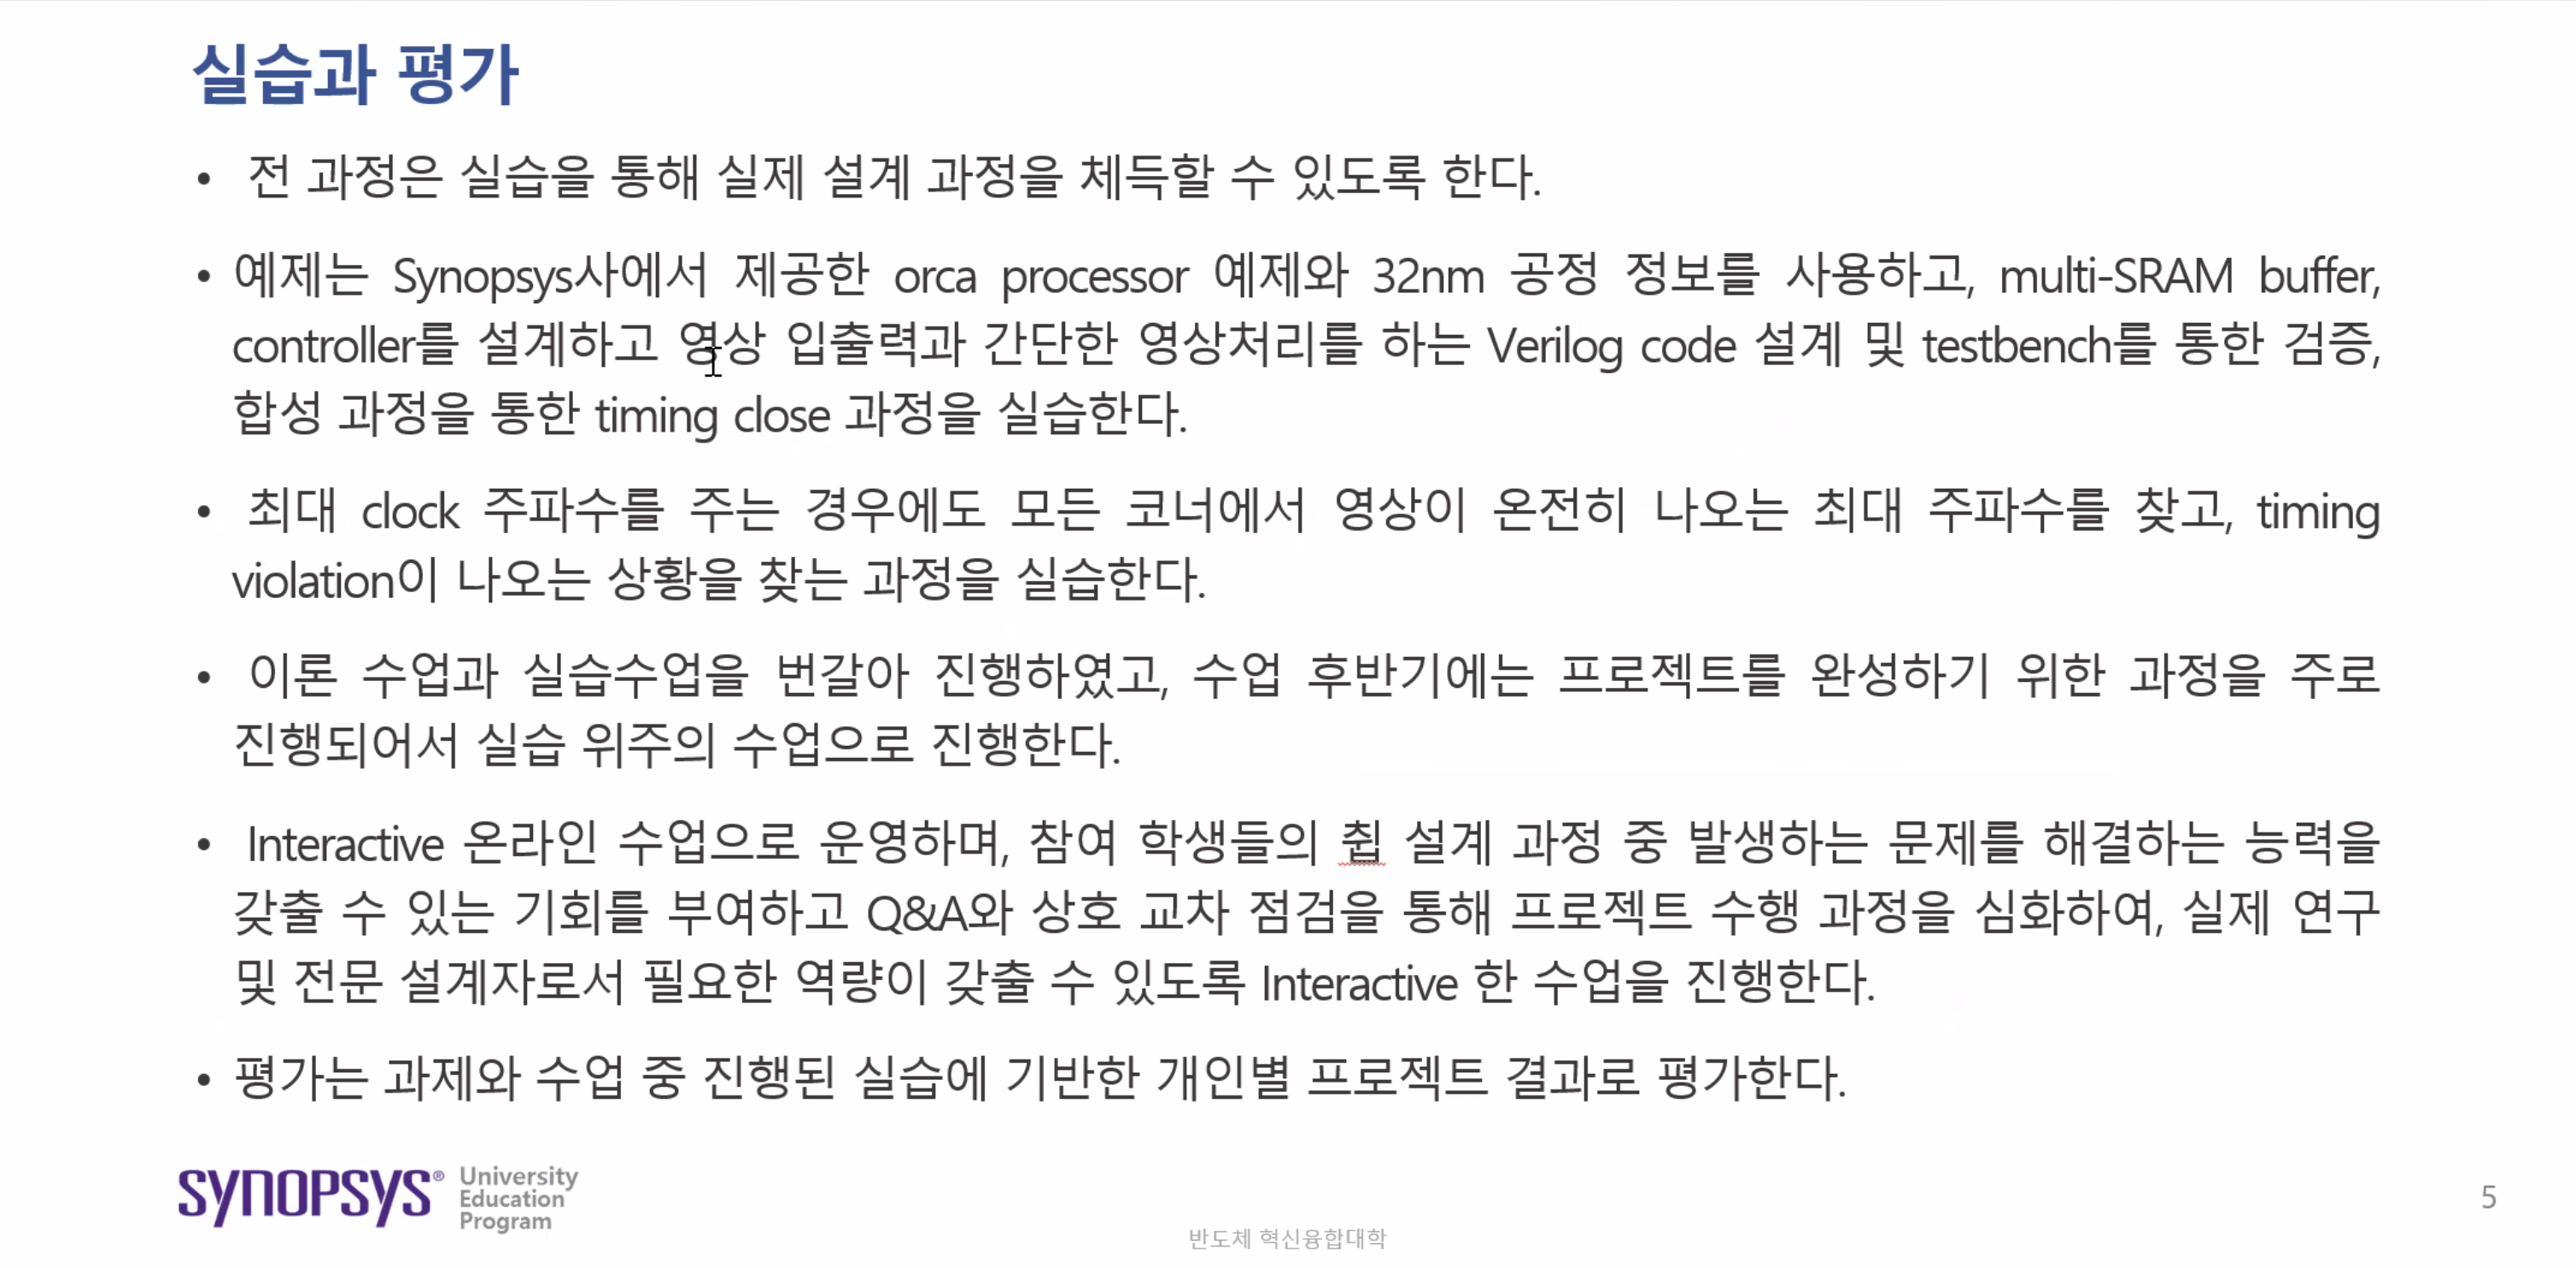 실습과 평가
• 전 과정은 실습을 통해 실제 설계 과정을 체득할 수 있도록 한다.
• 예제는 Synopsys사에서 제공한 orca processor 예제와 32nm 공정 정보를 사용하고, multi-SRAM buffer,
controller를 설계하고 영상 입출력과 간단한 영상처리를 하는 Verilog code 설계 및 testbench를 통한 검증,
합성 과정을 통한 timing close 과정을 실습한다.
• 최대 clock 주파수를 주는 경우에도 모든 코너에서 영상이 온전히 나오는 최대 주파수를 찾고, timing
violation이 나오는 상황을 찾는 과정을 실습한다.
• 이론 수업과 실습수업을 번갈아 진행하였고, 수업 후반기에는 프로젝트를 완성하기 위한 과정을 주로
진행되어서 실습 위주의 수업으로 진행한다.
• Interactive 온라인 수업으로 운영하며, 참여 학생들의 췹 설계 과정 중 발생하는 문제를 해결하는 능력을
갖출 수 있는 기회를 부여하고 Q&A와 상호 교차 점검을 통해 프로젝트 수행 과정을 심화하여, 실제 연구
및 전문 설계자로서 필요한 역량이 갖출 수 있도록 Interactive 한 수업을 진행한다.
• 평가는 과제와 수업 중 진행된 실습에 기반한 개인별 프로젝트 결과로 평가한다.
SYNOPSYS®
University
Education
Program
반도체 혁신융합대학
5